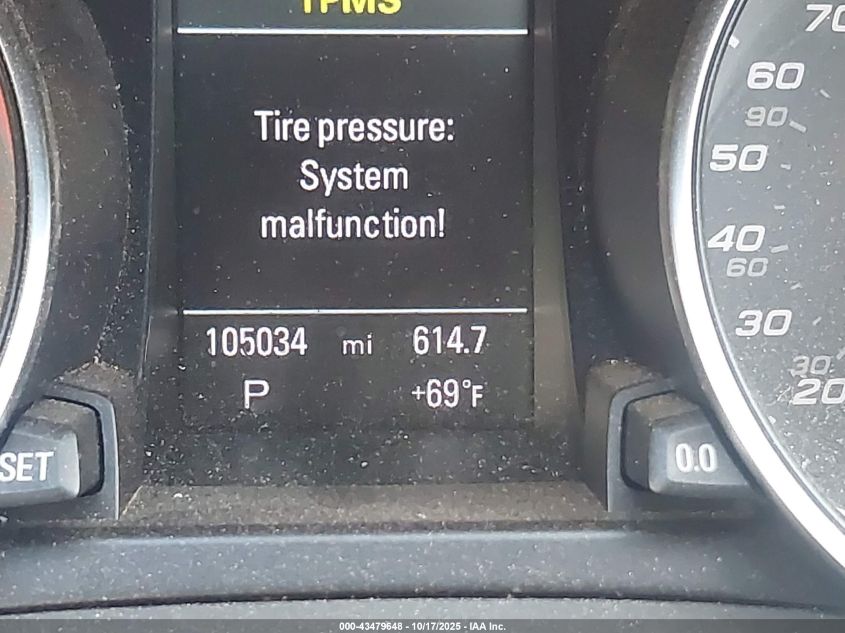 TPMS
Tire pressure:
System
malfunction!
105034 mi 614.7
P +69°F
SET
0.0
70
60
90
50
40
60
30
30
20
000-43479648 - 10/17/2025 - IAA Inc.